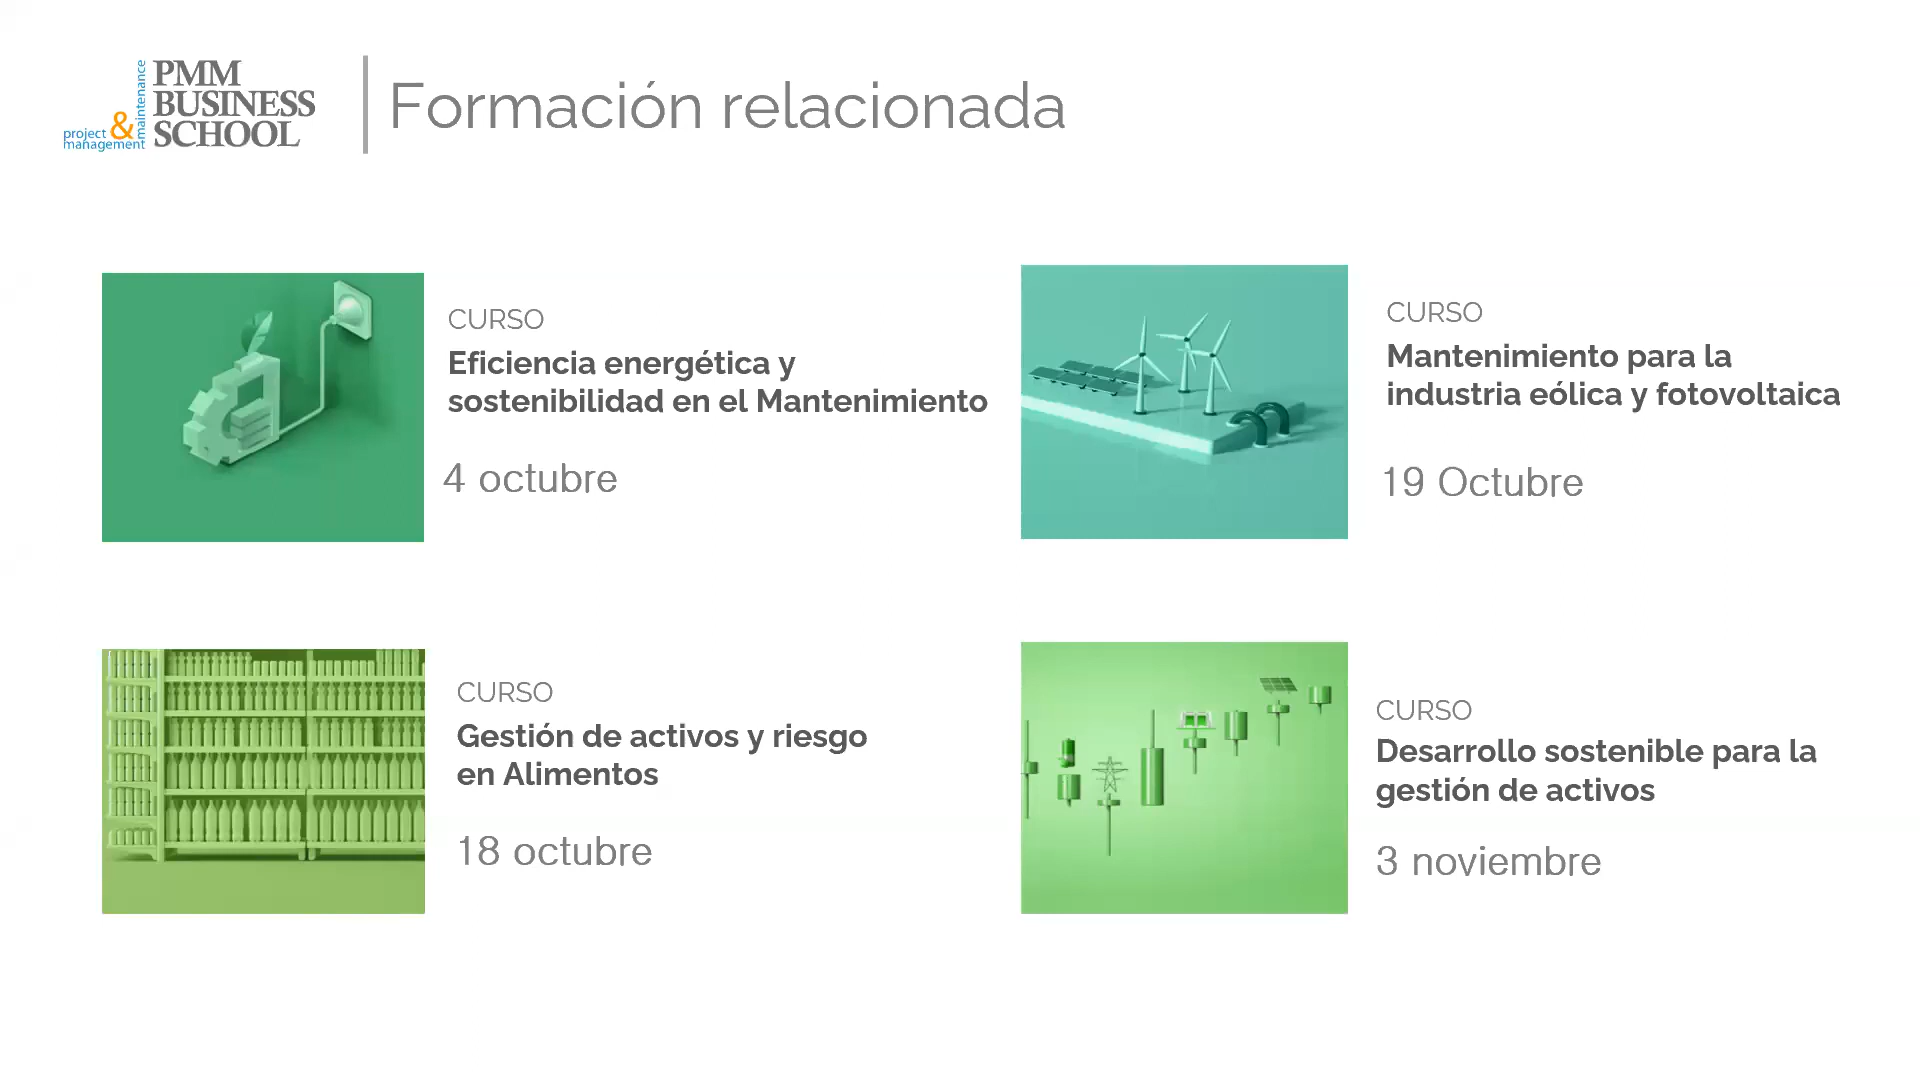 project
management
&
maintenance
PMM
BUSINESS
SCHOOL
Formación relacionada
CURSO
Eficiencia energética y
sostenibilidad en el Mantenimiento
4 octubre
CURSO
Mantenimiento para la
industria eólica y fotovoltaica
19 Octubre
CURSO
Gestión de activos y riesgo
en Alimentos
18 octubre
CURSO
Desarrollo sostenible para la
gestión de activos
3 noviembre